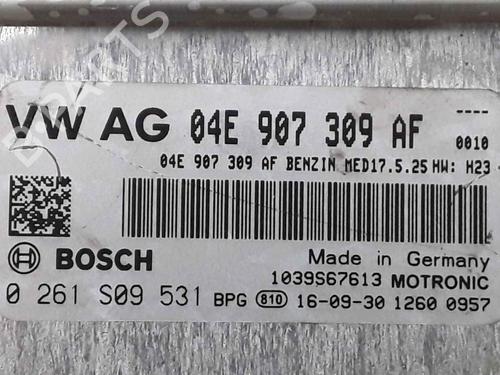 PARTS
VW AG 04E 907 309 AF
----
0010
04E 907 309 AF BENZIN MED17.5.25 HW: H23
BOSCH
Made in Germany
1039S67613 MOTRONIC
0 261 S09 531 BPG 810 16-09-30 1260 0957